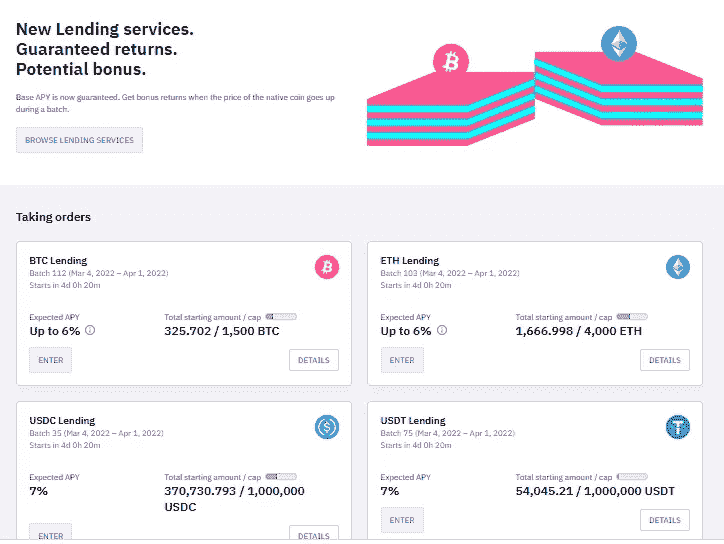 New Lending services.
Guaranteed returns.
Potential bonus.
Base APY is now guaranteed. Get bonus returns when the price of the native coin goes up
during a batch.
BROWSE LENDING SERVICES
Taking orders
BTC Lending
Batch 112 (Mar 4, 2022 – Apr 1, 2022)
Starts in 4d 0h 20m
Expected APY
Total starting amount / cap
Up to 6%
325.702 / 1,500 BTC
ENTER
DETAILS
ETH Lending
Batch 103 (Mar 4, 2022 – Apr 1, 2022)
Starts in 4d 0h 20m
Expected APY
Total starting amount / cap
Up to 6%
1,666.998 / 4,000 ETH
ENTER
DETAILS
USDC Lending
Batch 35 (Mar 4, 2022 – Apr 1, 2022)
Starts in 4d 0h 20m
Expected APY
Total starting amount / cap
7%
370,730.793 / 1,000,000
USDC
ENTER
DETAILS
USDT Lending
Batch 75 (Mar 4, 2022 – Apr 1, 2022)
Starts in 4d 0h 20m
Expected APY
Total starting amount / cap
7%
54,045.21 / 1,000,000 USDT
ENTER
DETAILS